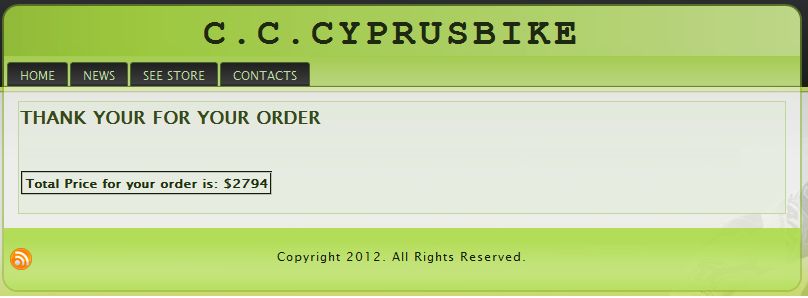 C.C.CYPRUSBIKE
HOME NEWS SEE STORE CONTACTS
THANK YOUR FOR YOUR ORDER
Total Price for your order is: $2794
Copyright 2012. All Rights Reserved.